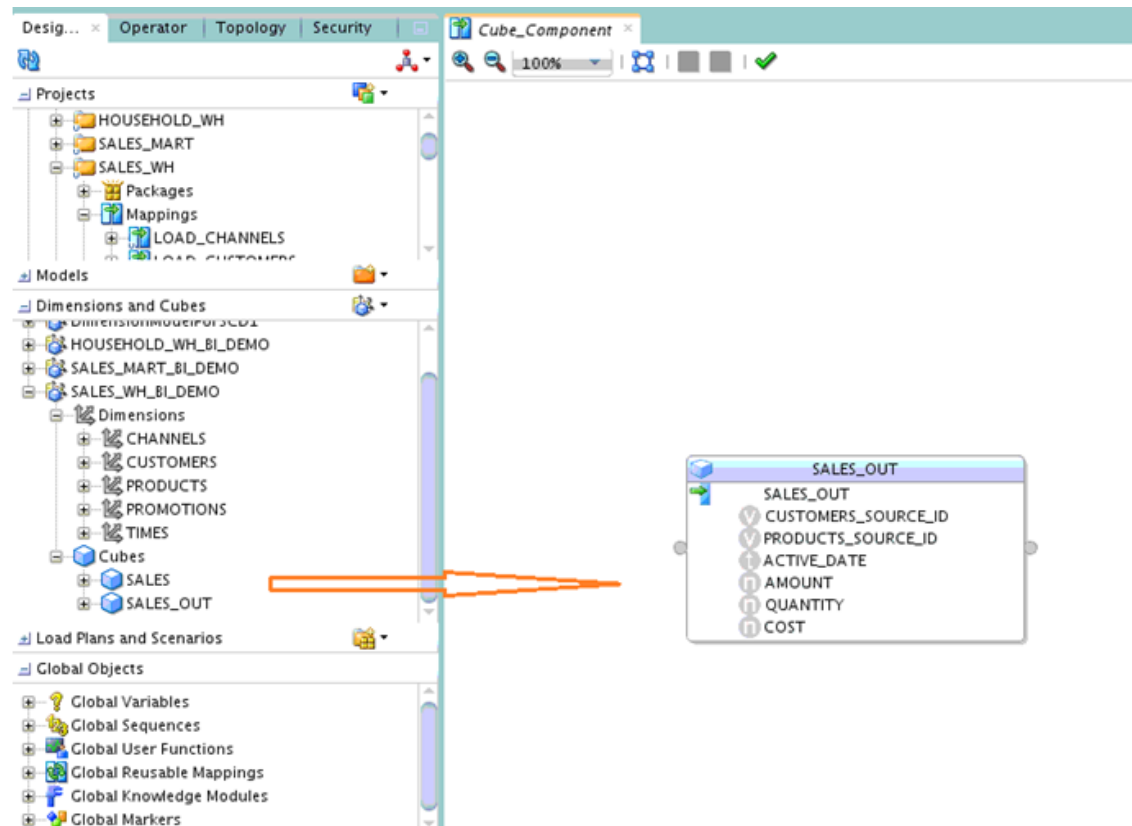 Desig... Operator Topology Security
Cube_Component
100%
Projects
HOUSEHOLD_WH
SALES_MART
SALES_WH
Packages
Mappings
LOAD_CHANNELS
LOAD_CUSTOMERS
Models
Dimensions and Cubes
DimensionModelForSCD1
HOUSEHOLD_WH_BI_DEMO
SALES_MART_BI_DEMO
SALES_WH_BI_DEMO
Dimensions
CHANNELS
CUSTOMERS
PRODUCTS
PROMOTIONS
TIMES
Cubes
SALES
SALES_OUT
Load Plans and Scenarios
Global Objects
Global Variables
Global Sequences
Global User Functions
Global Reusable Mappings
Global Knowledge Modules
Global Markers
SALES_OUT
SALES_OUT
V CUSTOMERS_SOURCE_ID
V PRODUCTS_SOURCE_ID
t ACTIVE_DATE
n AMOUNT
n QUANTITY
n COST